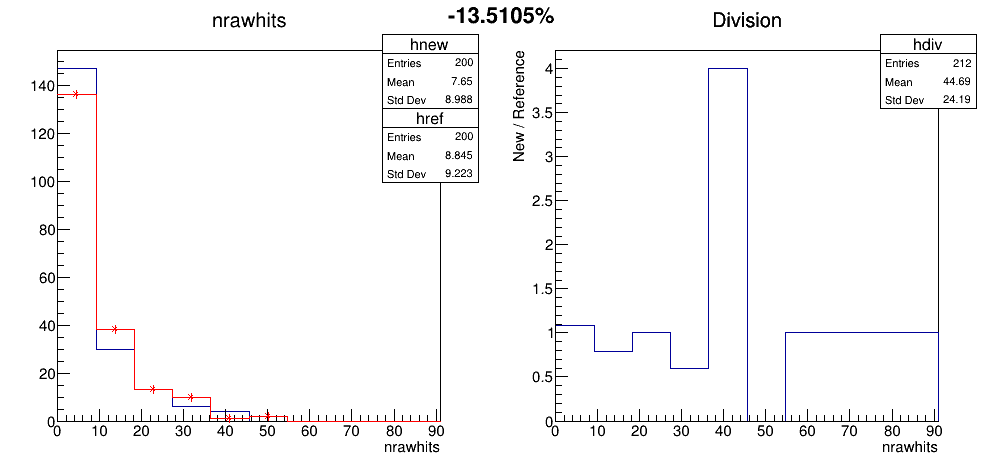 -13.5105%
nrawhits
hnew
Entries 200
Mean 7.65
Std Dev 8.988
href
Entries 200
Mean 8.845
Std Dev 9.223
140
120
100
80
60
40
20
0
0 10 20 30 40 50 60 70 80 90
nrawhits
Division
hdiv
Entries 212
Mean 44.69
Std Dev 24.19
New / Reference
4
3.5
3
2.5
2
1.5
1
0.5
0
0 10 20 30 40 50 60 70 80 90
nrawhits